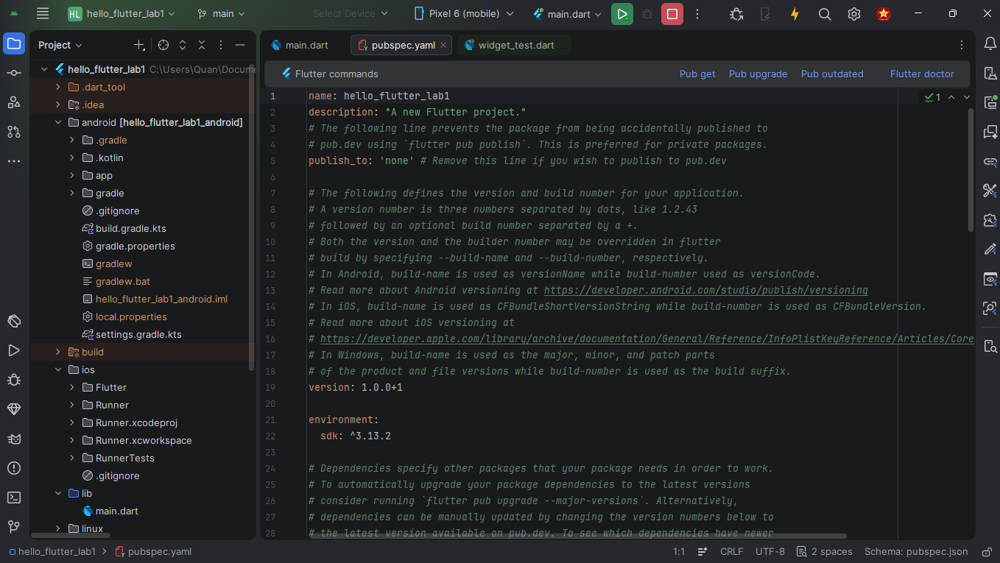 HL hello_flutter_lab1 main Select Device Pixel 6 (mobile) main.dart
Project
main.dart pubspec.yaml widget_test.dart
Flutter commands Pub get Pub upgrade Pub outdated Flutter doctor
hello_flutter_lab1 C:\Users\Quan\Docume
.dart_tool
.idea
android [hello_flutter_lab1_android]
.gradle
.kotlin
app
gradle
.gitignore
build.gradle.kts
gradle.properties
gradlew
gradlew.bat
hello_flutter_lab1_android.iml
local.properties
settings.gradle.kts
build
ios
Flutter
Runner
Runner.xcodeproj
Runner.xcworkspace
RunnerTests
.gitignore
lib
main.dart
linux
1 name: hello_flutter_lab1 1
2 description: "A new Flutter project."
3 # The following line prevents the package from being accidentally published to
4 # pub.dev using `flutter pub publish`. This is preferred for private packages.
5 publish_to: 'none' # Remove this line if you wish to publish to pub.dev
6
7 # The following defines the version and build number for your application.
8 # A version number is three numbers separated by dots, like 1.2.43
9 # followed by an optional build number separated by a +.
10 # Both the version and the builder number may be overridden in flutter
11 # build by specifying --build-name and --build-number, respectively.
12 # In Android, build-name is used as versionName while build-number used as versionCode.
13 # Read more about Android versioning at https://developer.android.com/studio/publish/versioning
14 # In iOS, build-name is used as CFBundleShortVersionString while build-number is used as CFBundleVersion.
15 # Read more about iOS versioning at
16 # https://developer.apple.com/library/archive/documentation/General/Reference/InfoPlistKeyReference/Articles/Core
17 # In Windows, build-name is used as the major, minor, and patch parts
18 # of the product and file versions while build-number is used as the build suffix.
19 version: 1.0.0+1
20
21 environment:
22 sdk: ^3.13.2
23
24 # Dependencies specify other packages that your package needs in order to work.
25 # To automatically upgrade your package dependencies to the latest versions
26 # consider running `flutter pub upgrade --major-versions`. Alternatively,
27 # dependencies can be manually updated by changing the version numbers below to
28 # the latest version available on pub.dev. To see which dependencies have newer
hello_flutter_lab1 pubspec.yaml 1:1 CRLF UTF-8 2 spaces Schema: pubspec.json